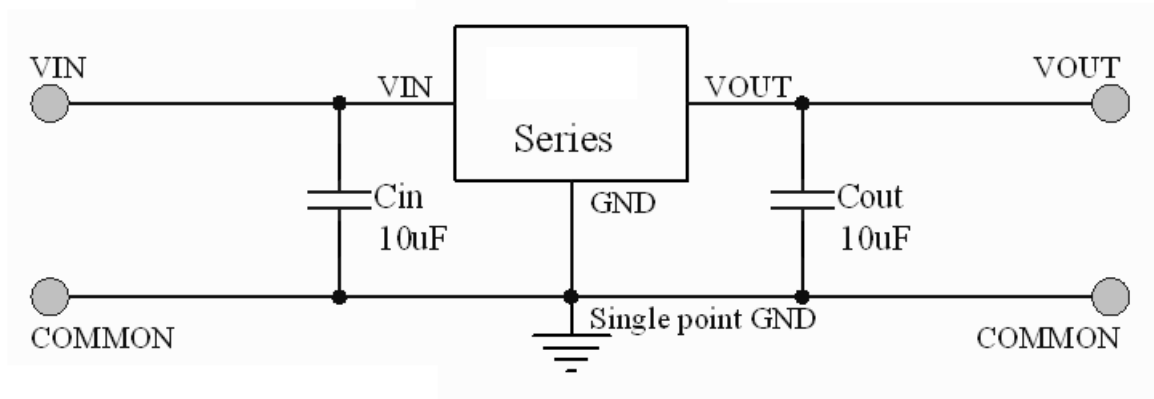 VIN
VIN
VOUT
VOUT
Series
Cin
10uF
GND
Cout
10uF
COMMON
Single point GND
COMMON